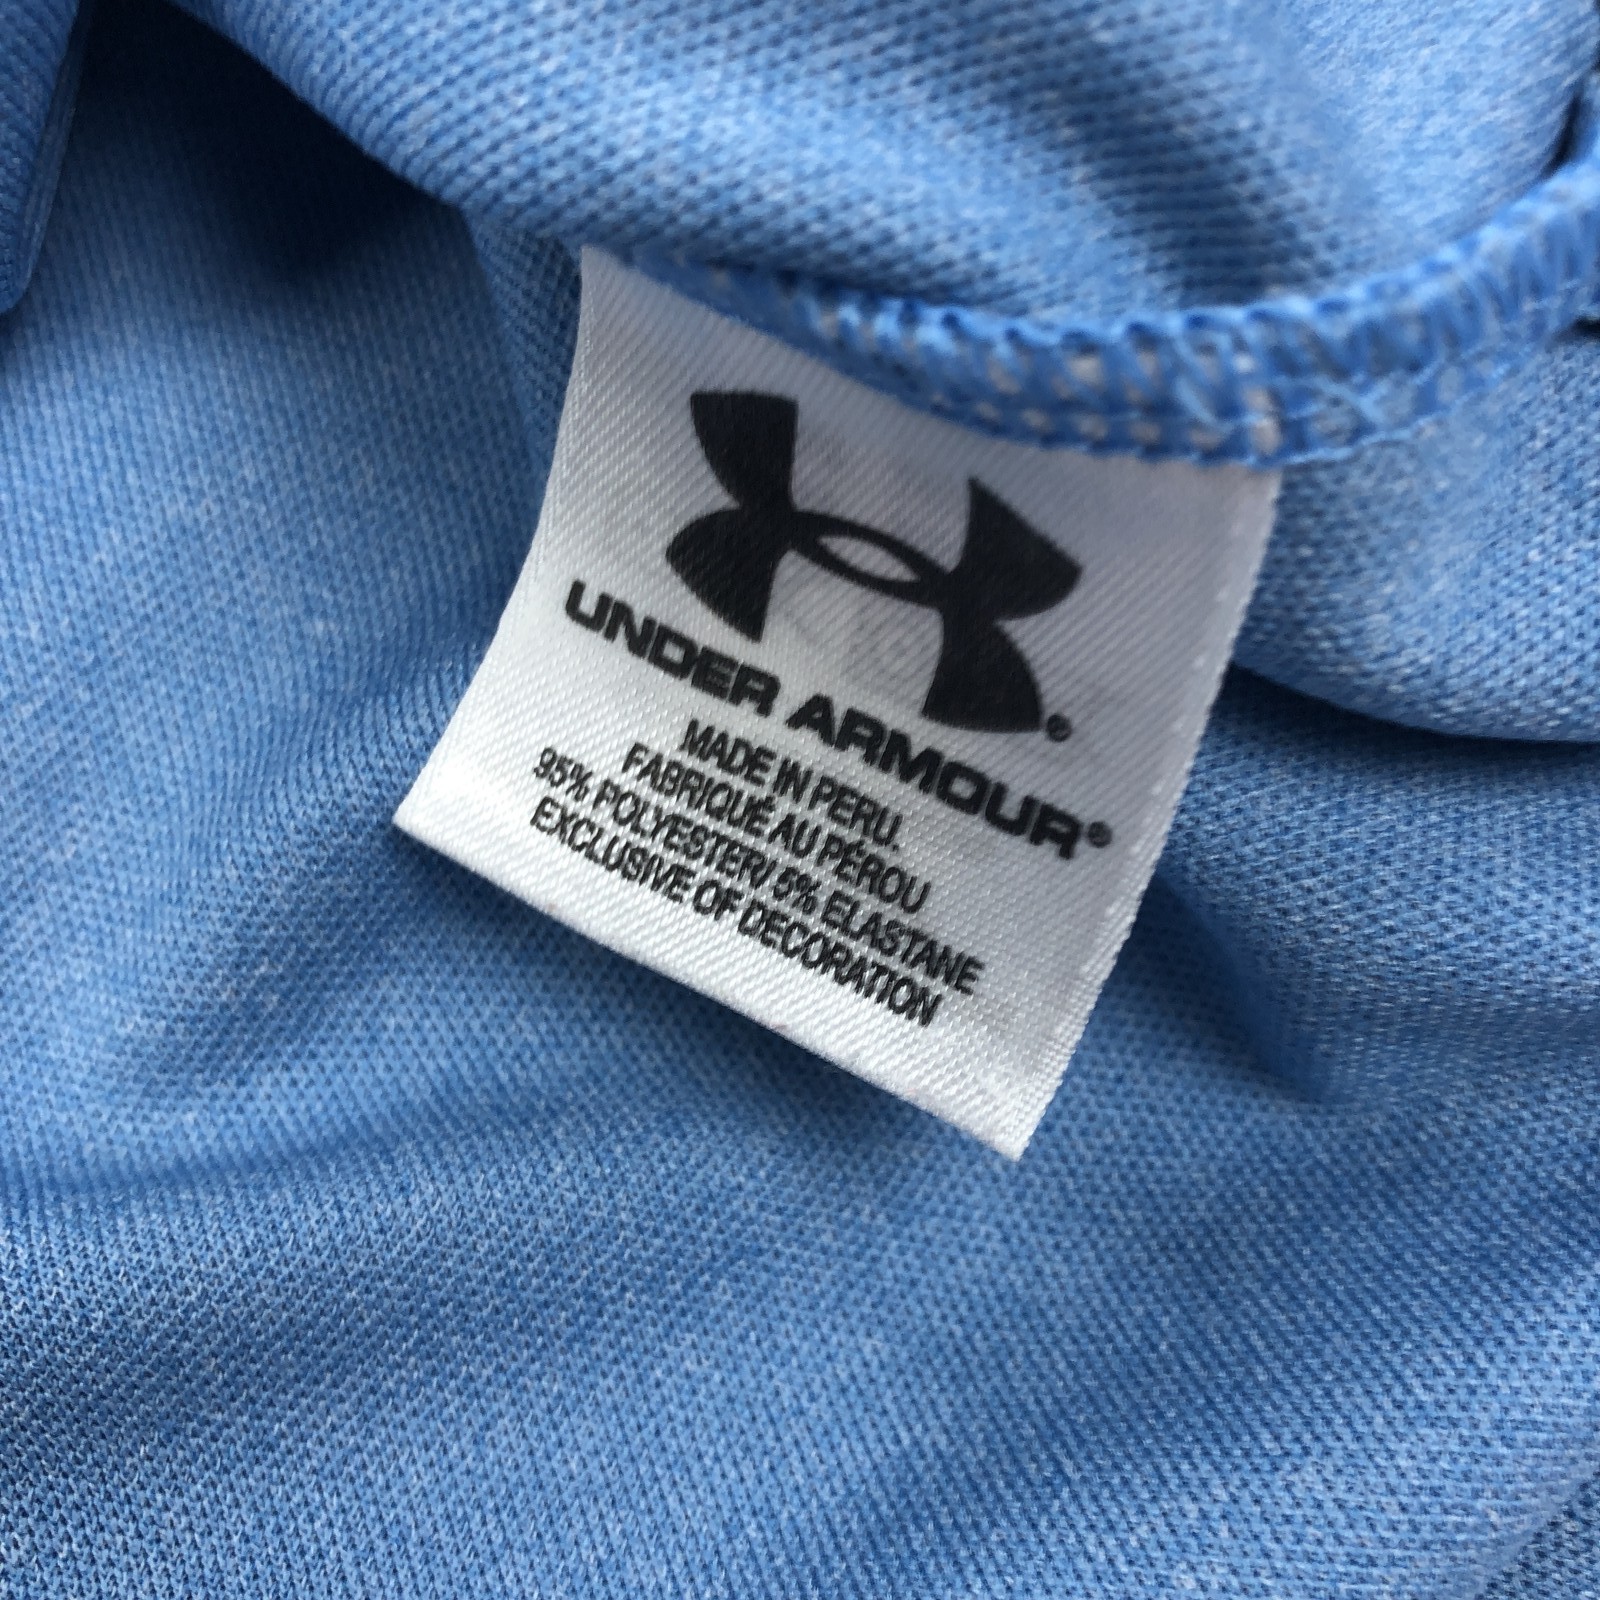 UNDER ARMOUR®
MADE IN PERU.
FABRIQUÉ AU PÉROU
95% POLYESTER/ 5% ELASTANE
EXCLUSIVE OF DECORATION